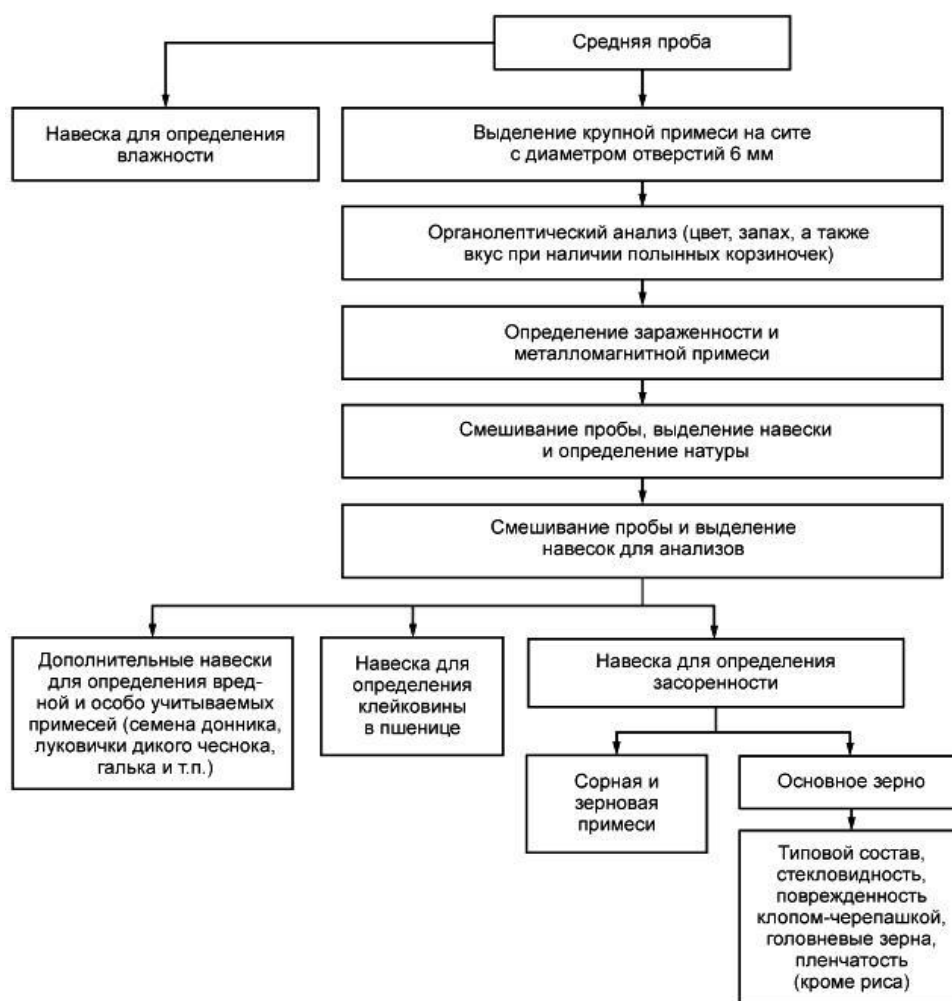 Средняя проба
Навеска для определения
влажности
Выделение крупной примеси на сите
с диаметром отверстий 6 мм
Органолептический анализ (цвет, запах, а также
вкус при наличии полынных корзиночек)
Определение зараженности и
металломагнитной примеси
Смешивание пробы, выделение навески
и определение натуры
Смешивание пробы и выделение
навесок для анализов
Дополнительные навески
для определения вред-
ной и особо учитываемых
примесей (семена донника,
луковички дикого чеснока,
галька и т.п.)
Навеска для
определения
клейковины
в пшенице
Навеска для определения
засоренности
Сорная и
зерновая
примеси
Основное зерно
Типовой состав,
стекловидность,
поврежденность
клопом-черепашкой,
головневые зерна,
пленчатость
(кроме риса)